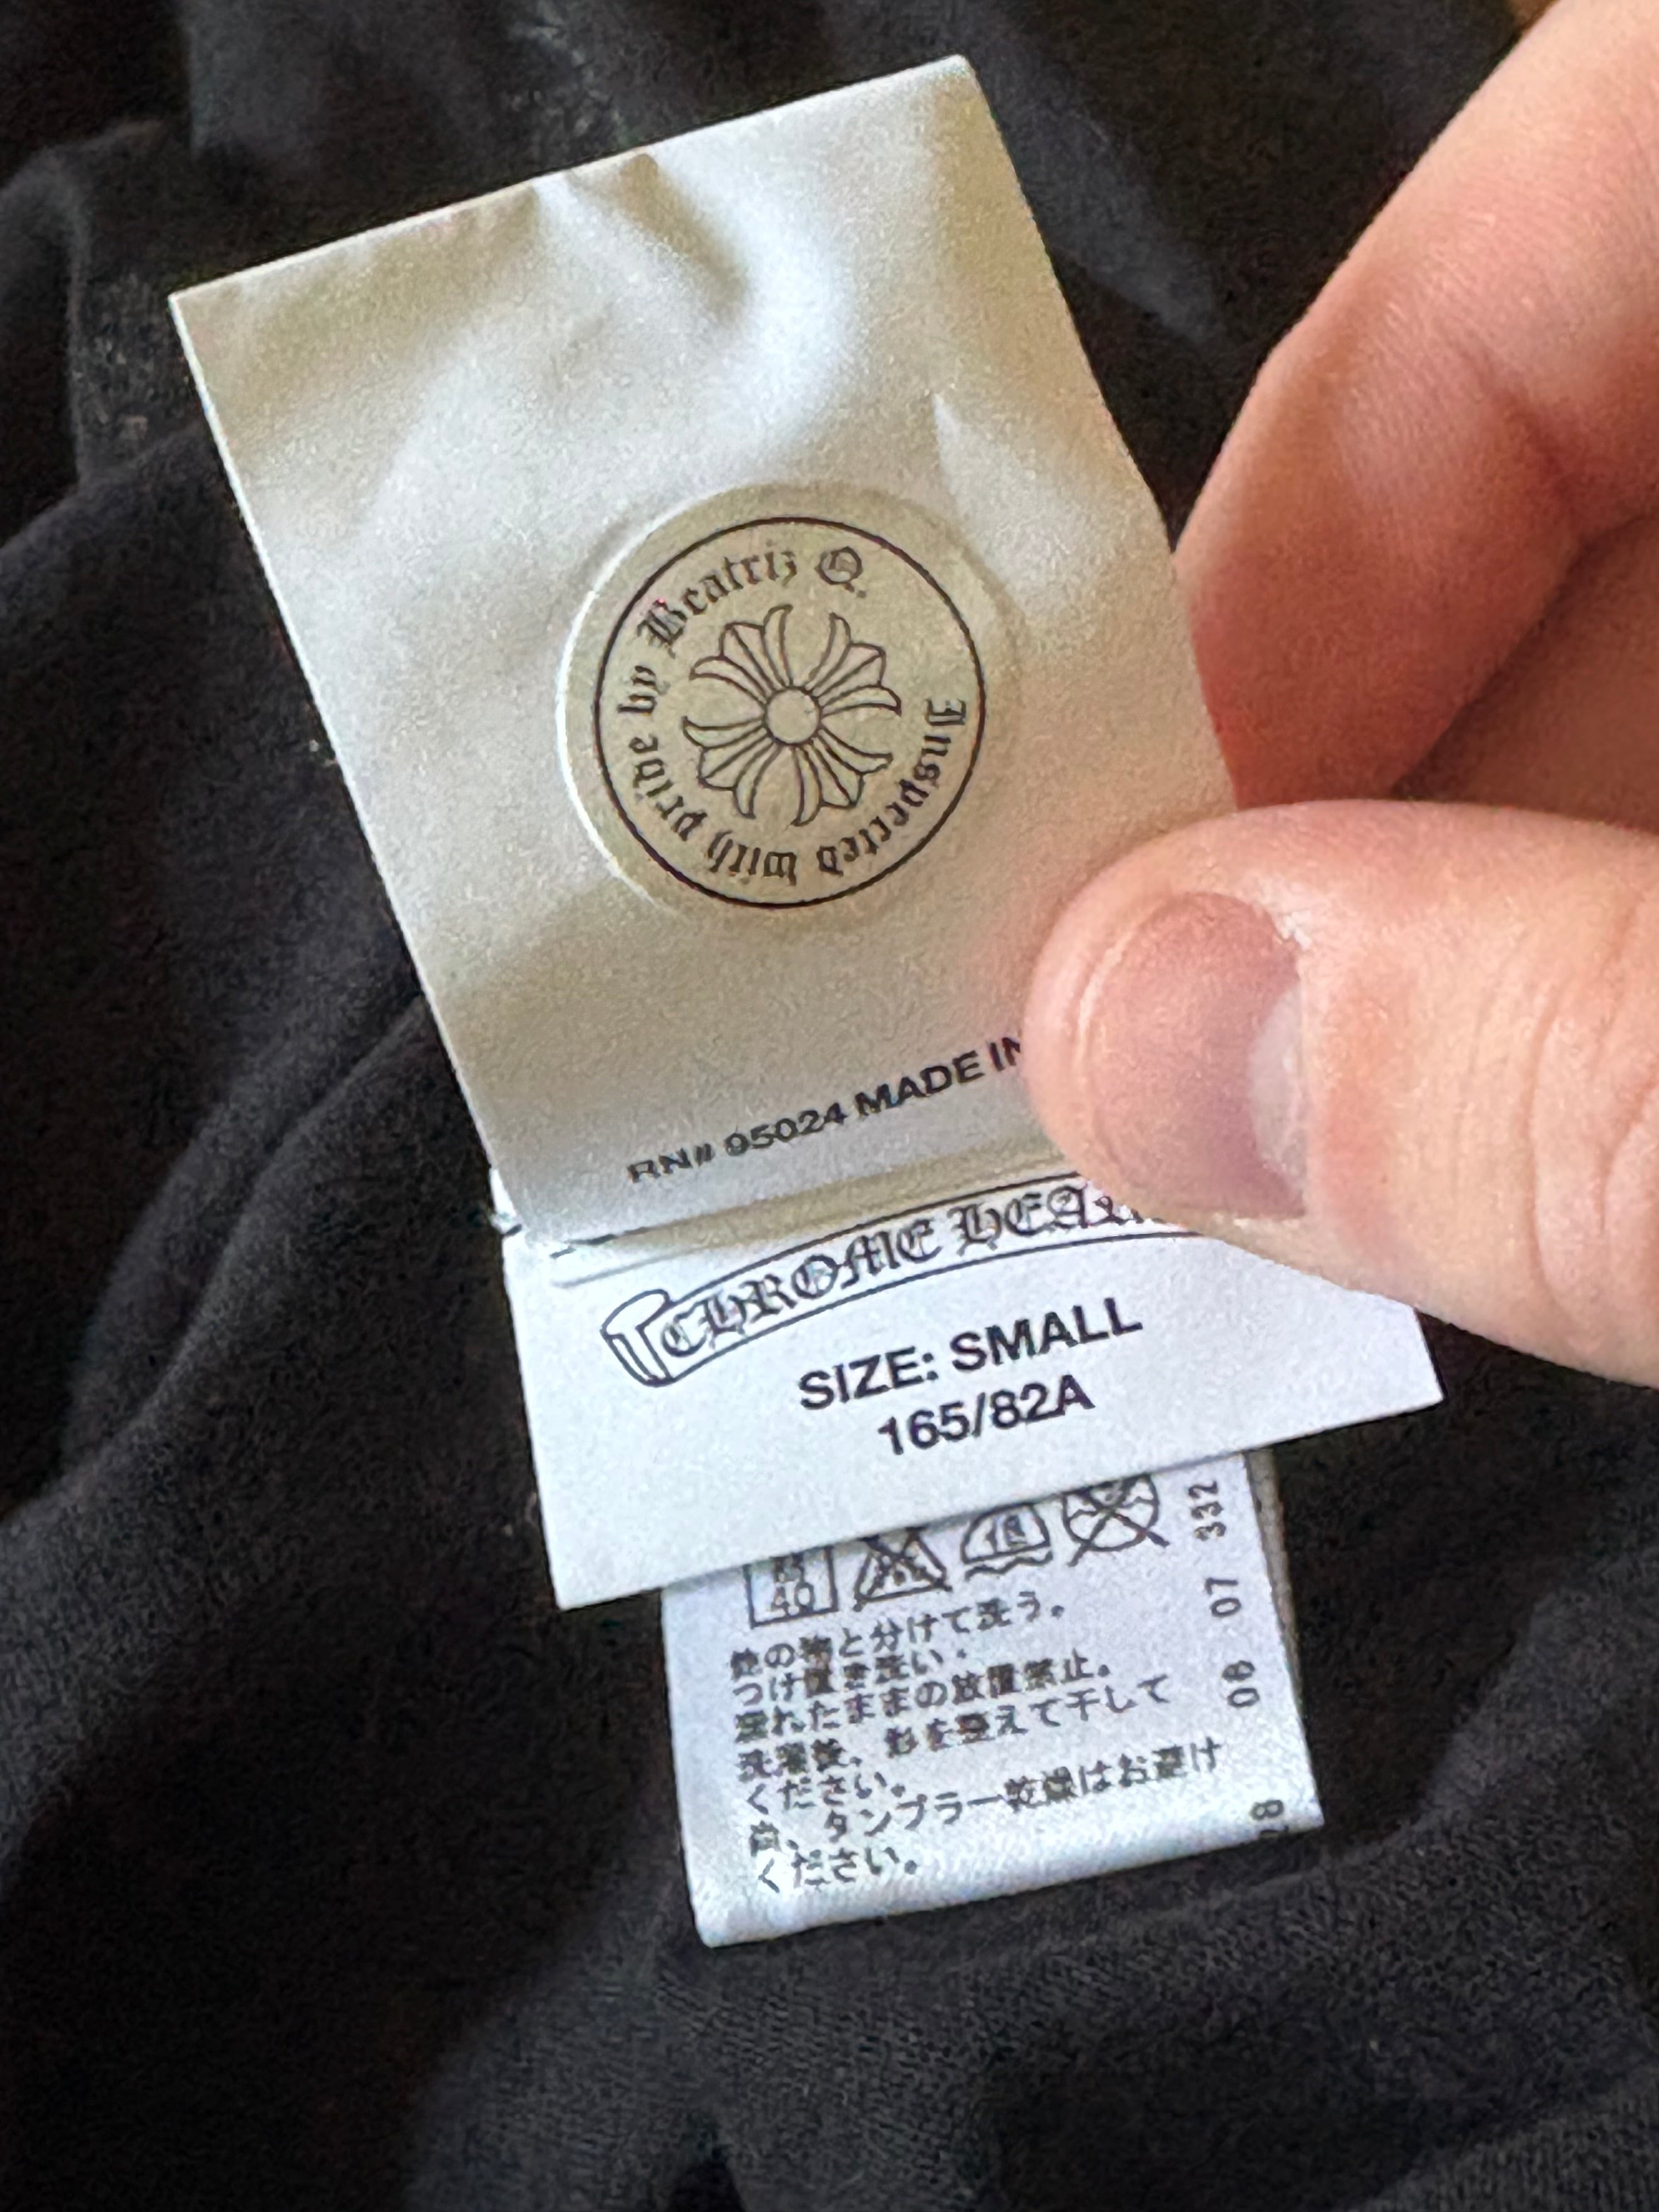 Inspected with pride by Beatriz Q.
RN# 95024 MADE IN
CHROME HEA
SIZE: SMALL
165/82A
40
他の物と分けて洗う。
つけ置き洗い・
濡れたままの放置禁止。
洗濯後、形を整えて干して
ください。
尚、タンブラー乾燥はお避け
ください。
332
07
08